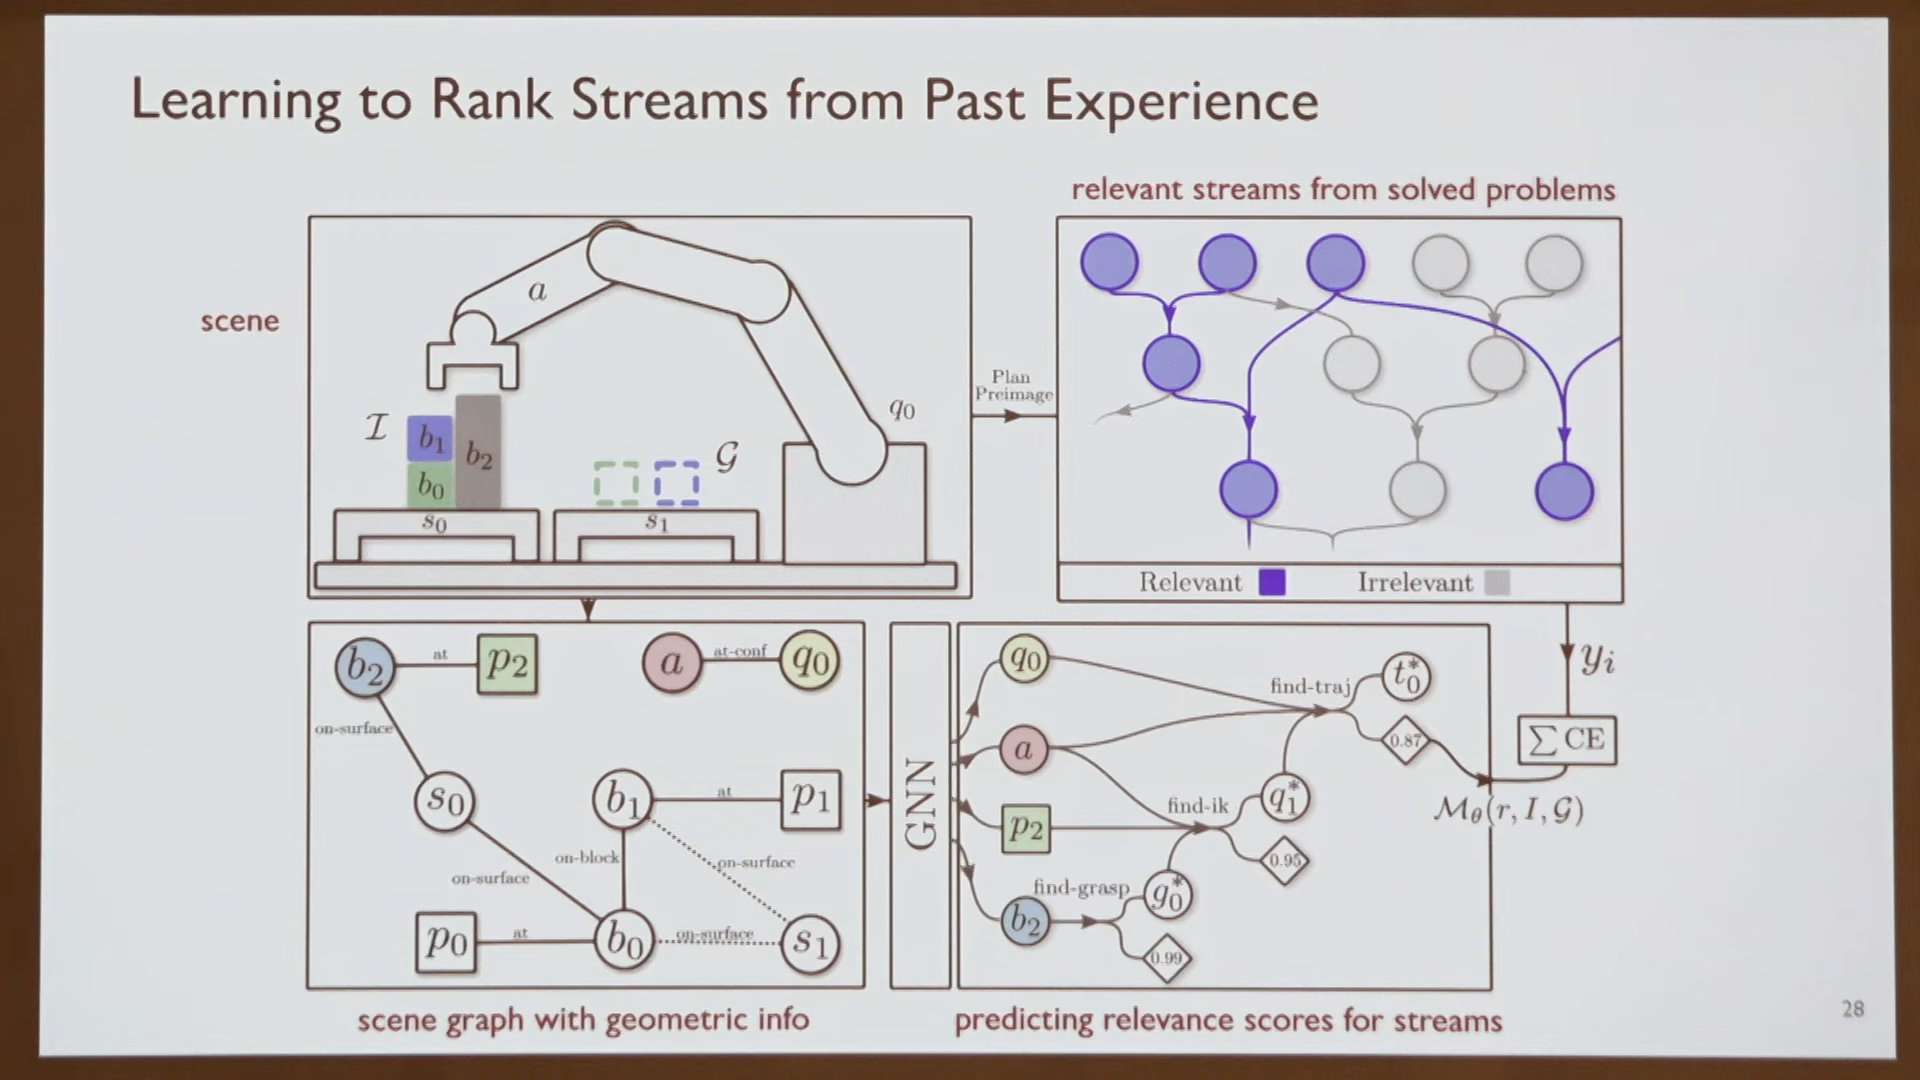 Learning to Rank Streams from Past Experience
relevant streams from solved problems
scene
a
q₀
ℐ
b₁
b₂
b₀
𝒢
s₀
s₁
Plan
Preimage
Relevant
Irrelevant
b₂
at
p₂
a
at-conf
q₀
on-surface
s₀
b₁
at
p₁
on-block
on-surface
on-surface
p₀
at
b₀
on-surface
s₁
scene graph with geometric info
GNN
q₀
a
p₂
b₂
find-grasp
g₀*
0.99
find-ik
q₁*
0.95
find-traj
t₀*
0.87
yᵢ
∑ CE
ℳ_θ(r, I, 𝒢)
predicting relevance scores for streams
28